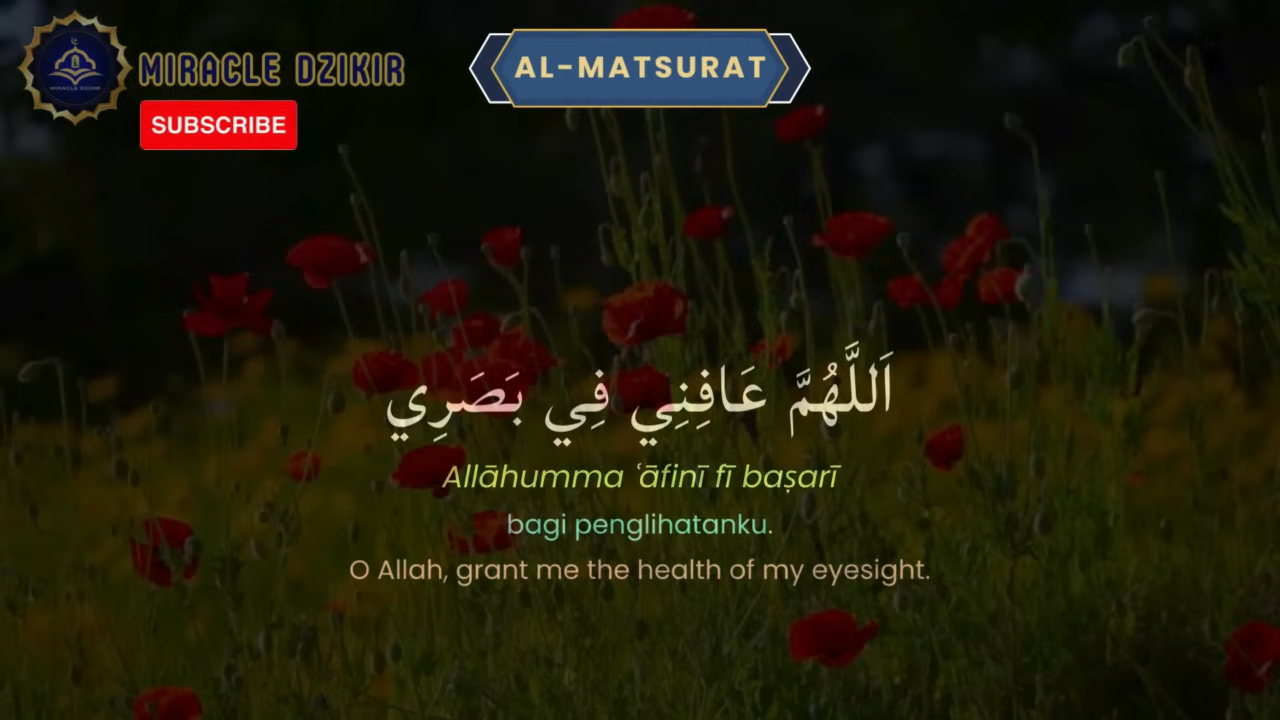 MIRACLE DZIKIR
SUBSCRIBE
AL-MATSURAT
اَللَّهُمَّ عَافِنِي فِي بَصَرِي
Allāhumma ʿāfinī fī baṣarī
bagi penglihatanku.
O Allah, grant me the health of my eyesight.